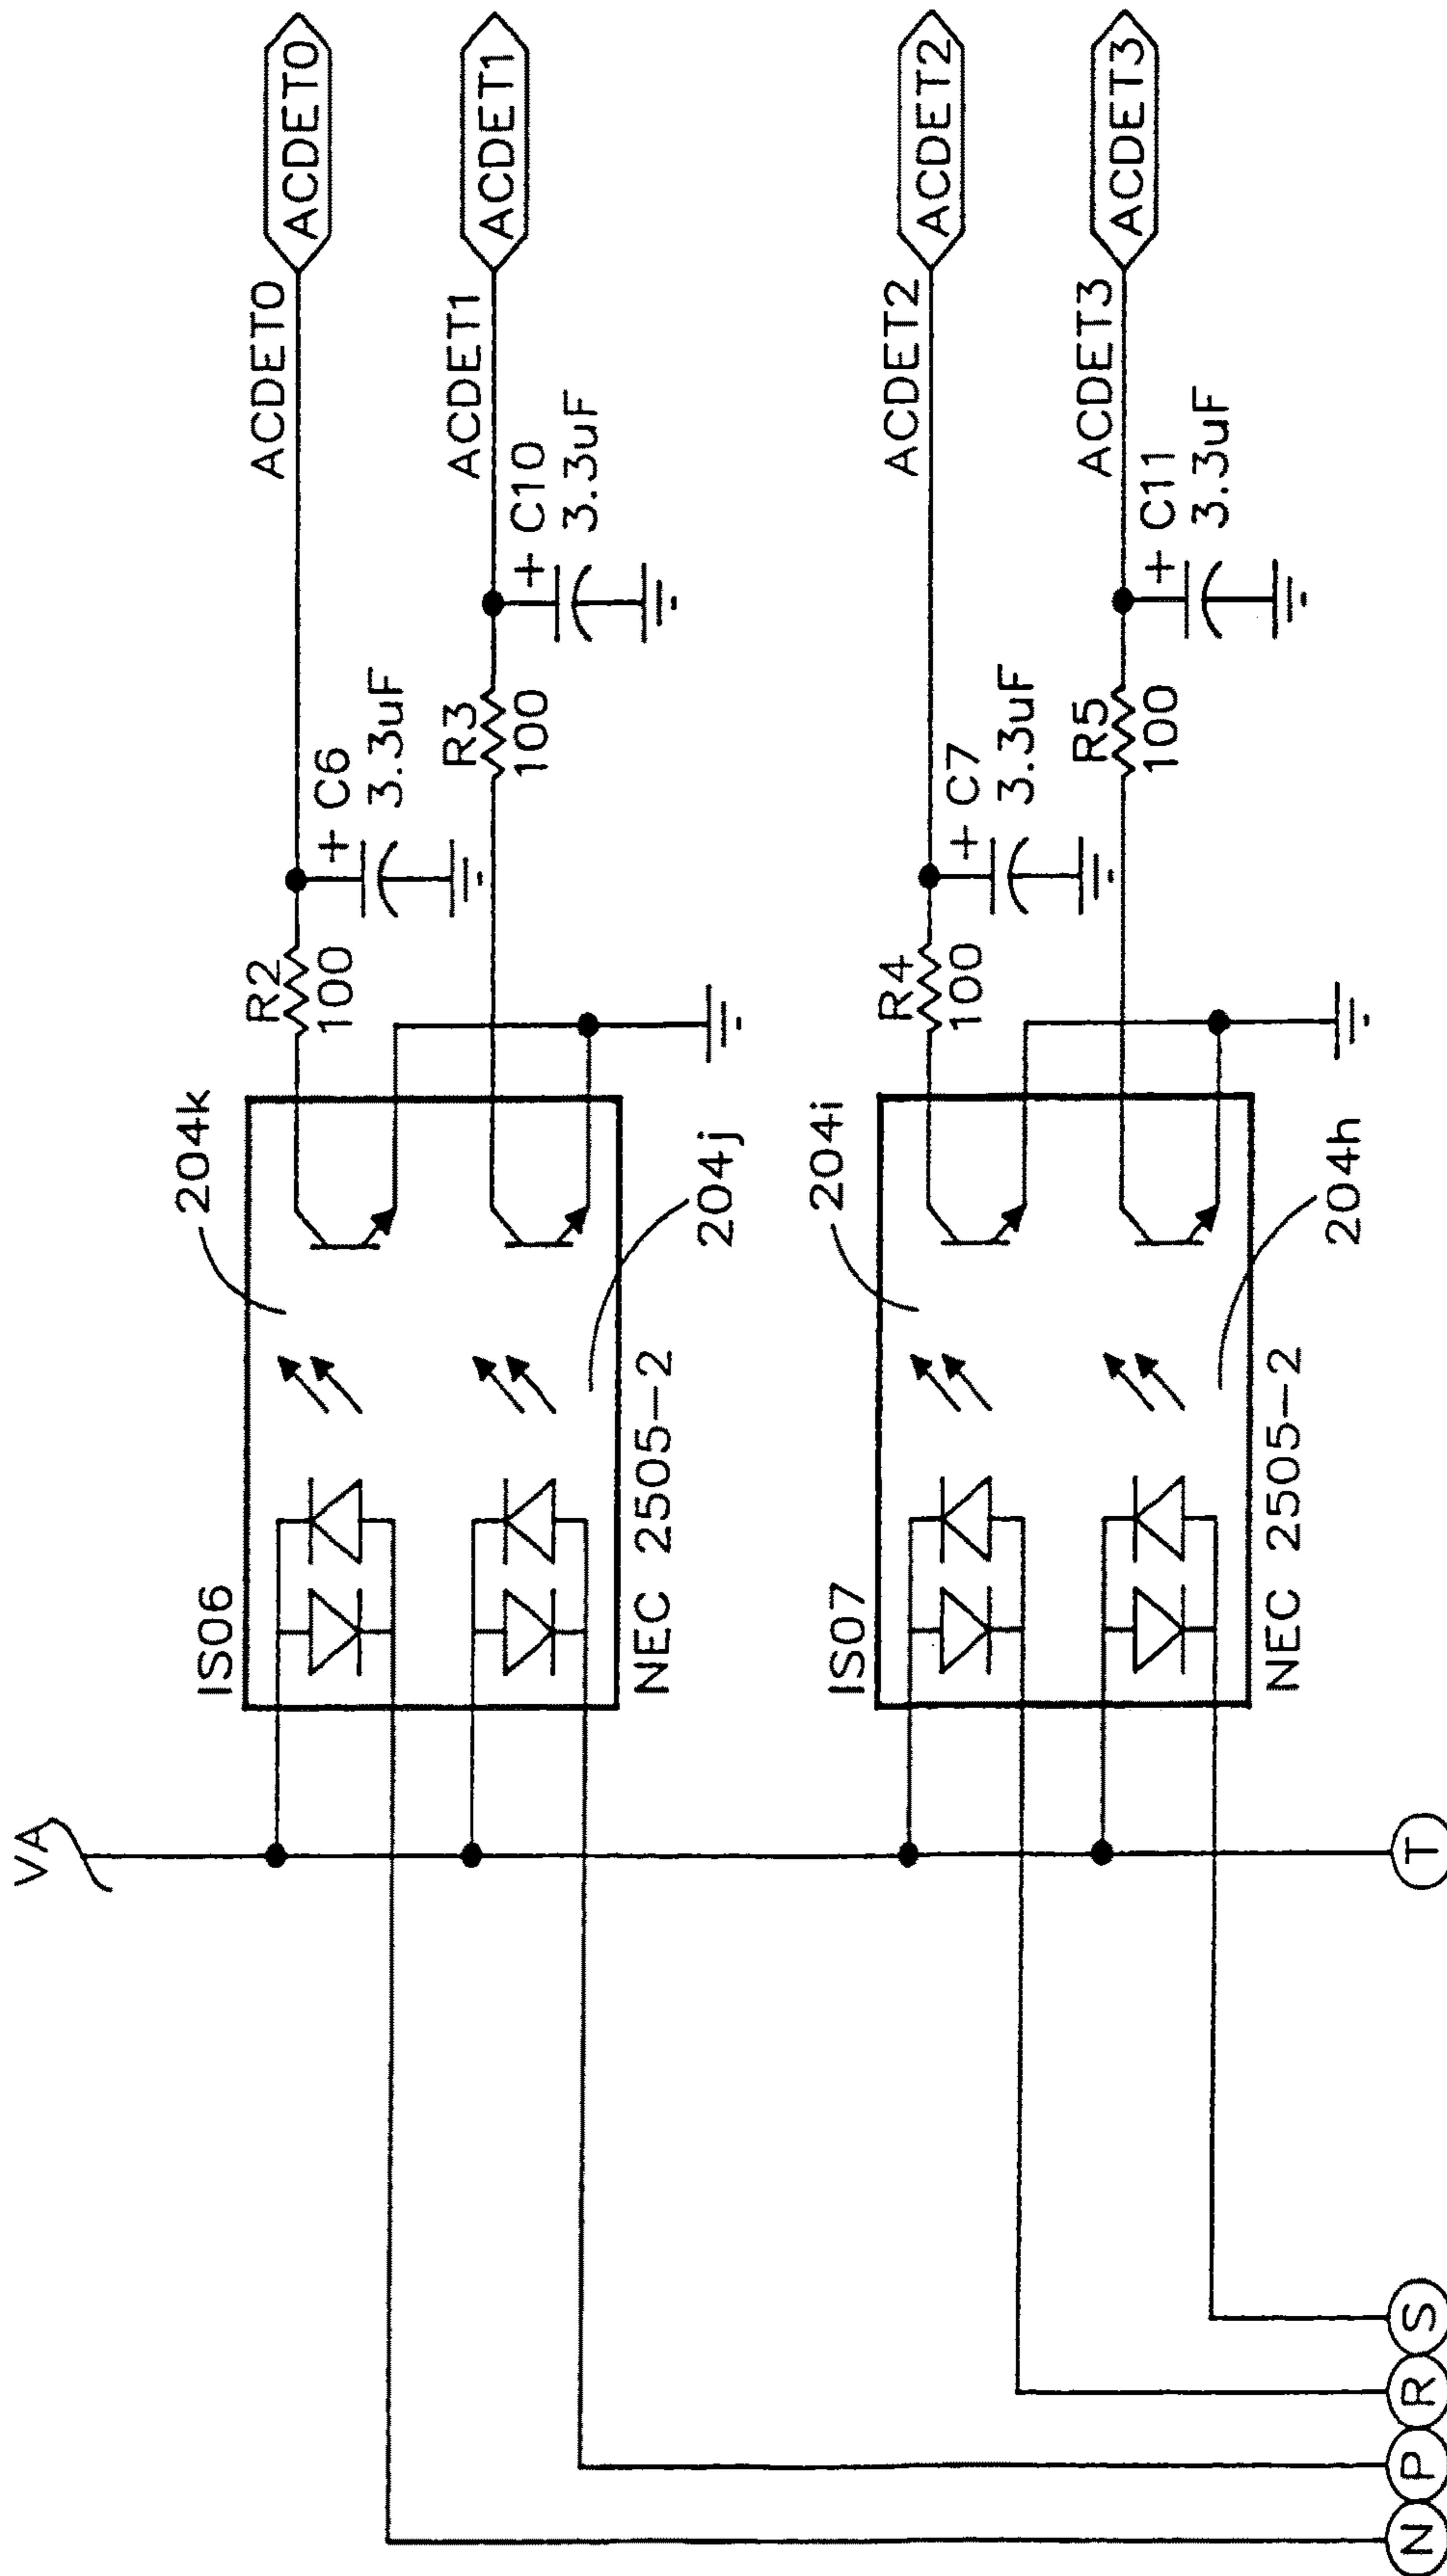 VA
ISO6
204k
R2
100
+ C6
3.3uF
ACDET0
ACDET0
R3
100
+ C10
3.3uF
ACDET1
ACDET1
204j
NEC 2505-2
ISO7
204i
R4
100
+ C7
3.3uF
ACDET2
ACDET2
R5
100
+ C11
3.3uF
ACDET3
ACDET3
204h
NEC 2505-2
N
P
R
S
T